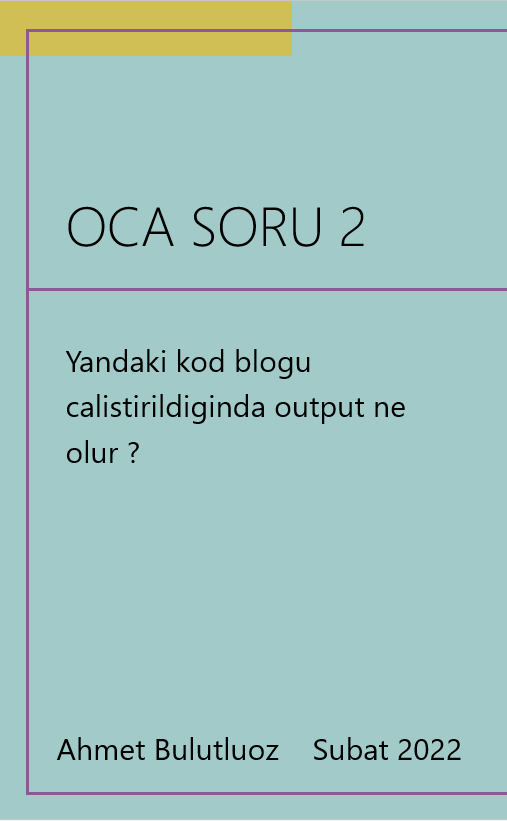 OCA SORU 2
Yandaki kod blogu
calistirildiginda output ne
olur ?
Ahmet Bulutluoz Subat 2022